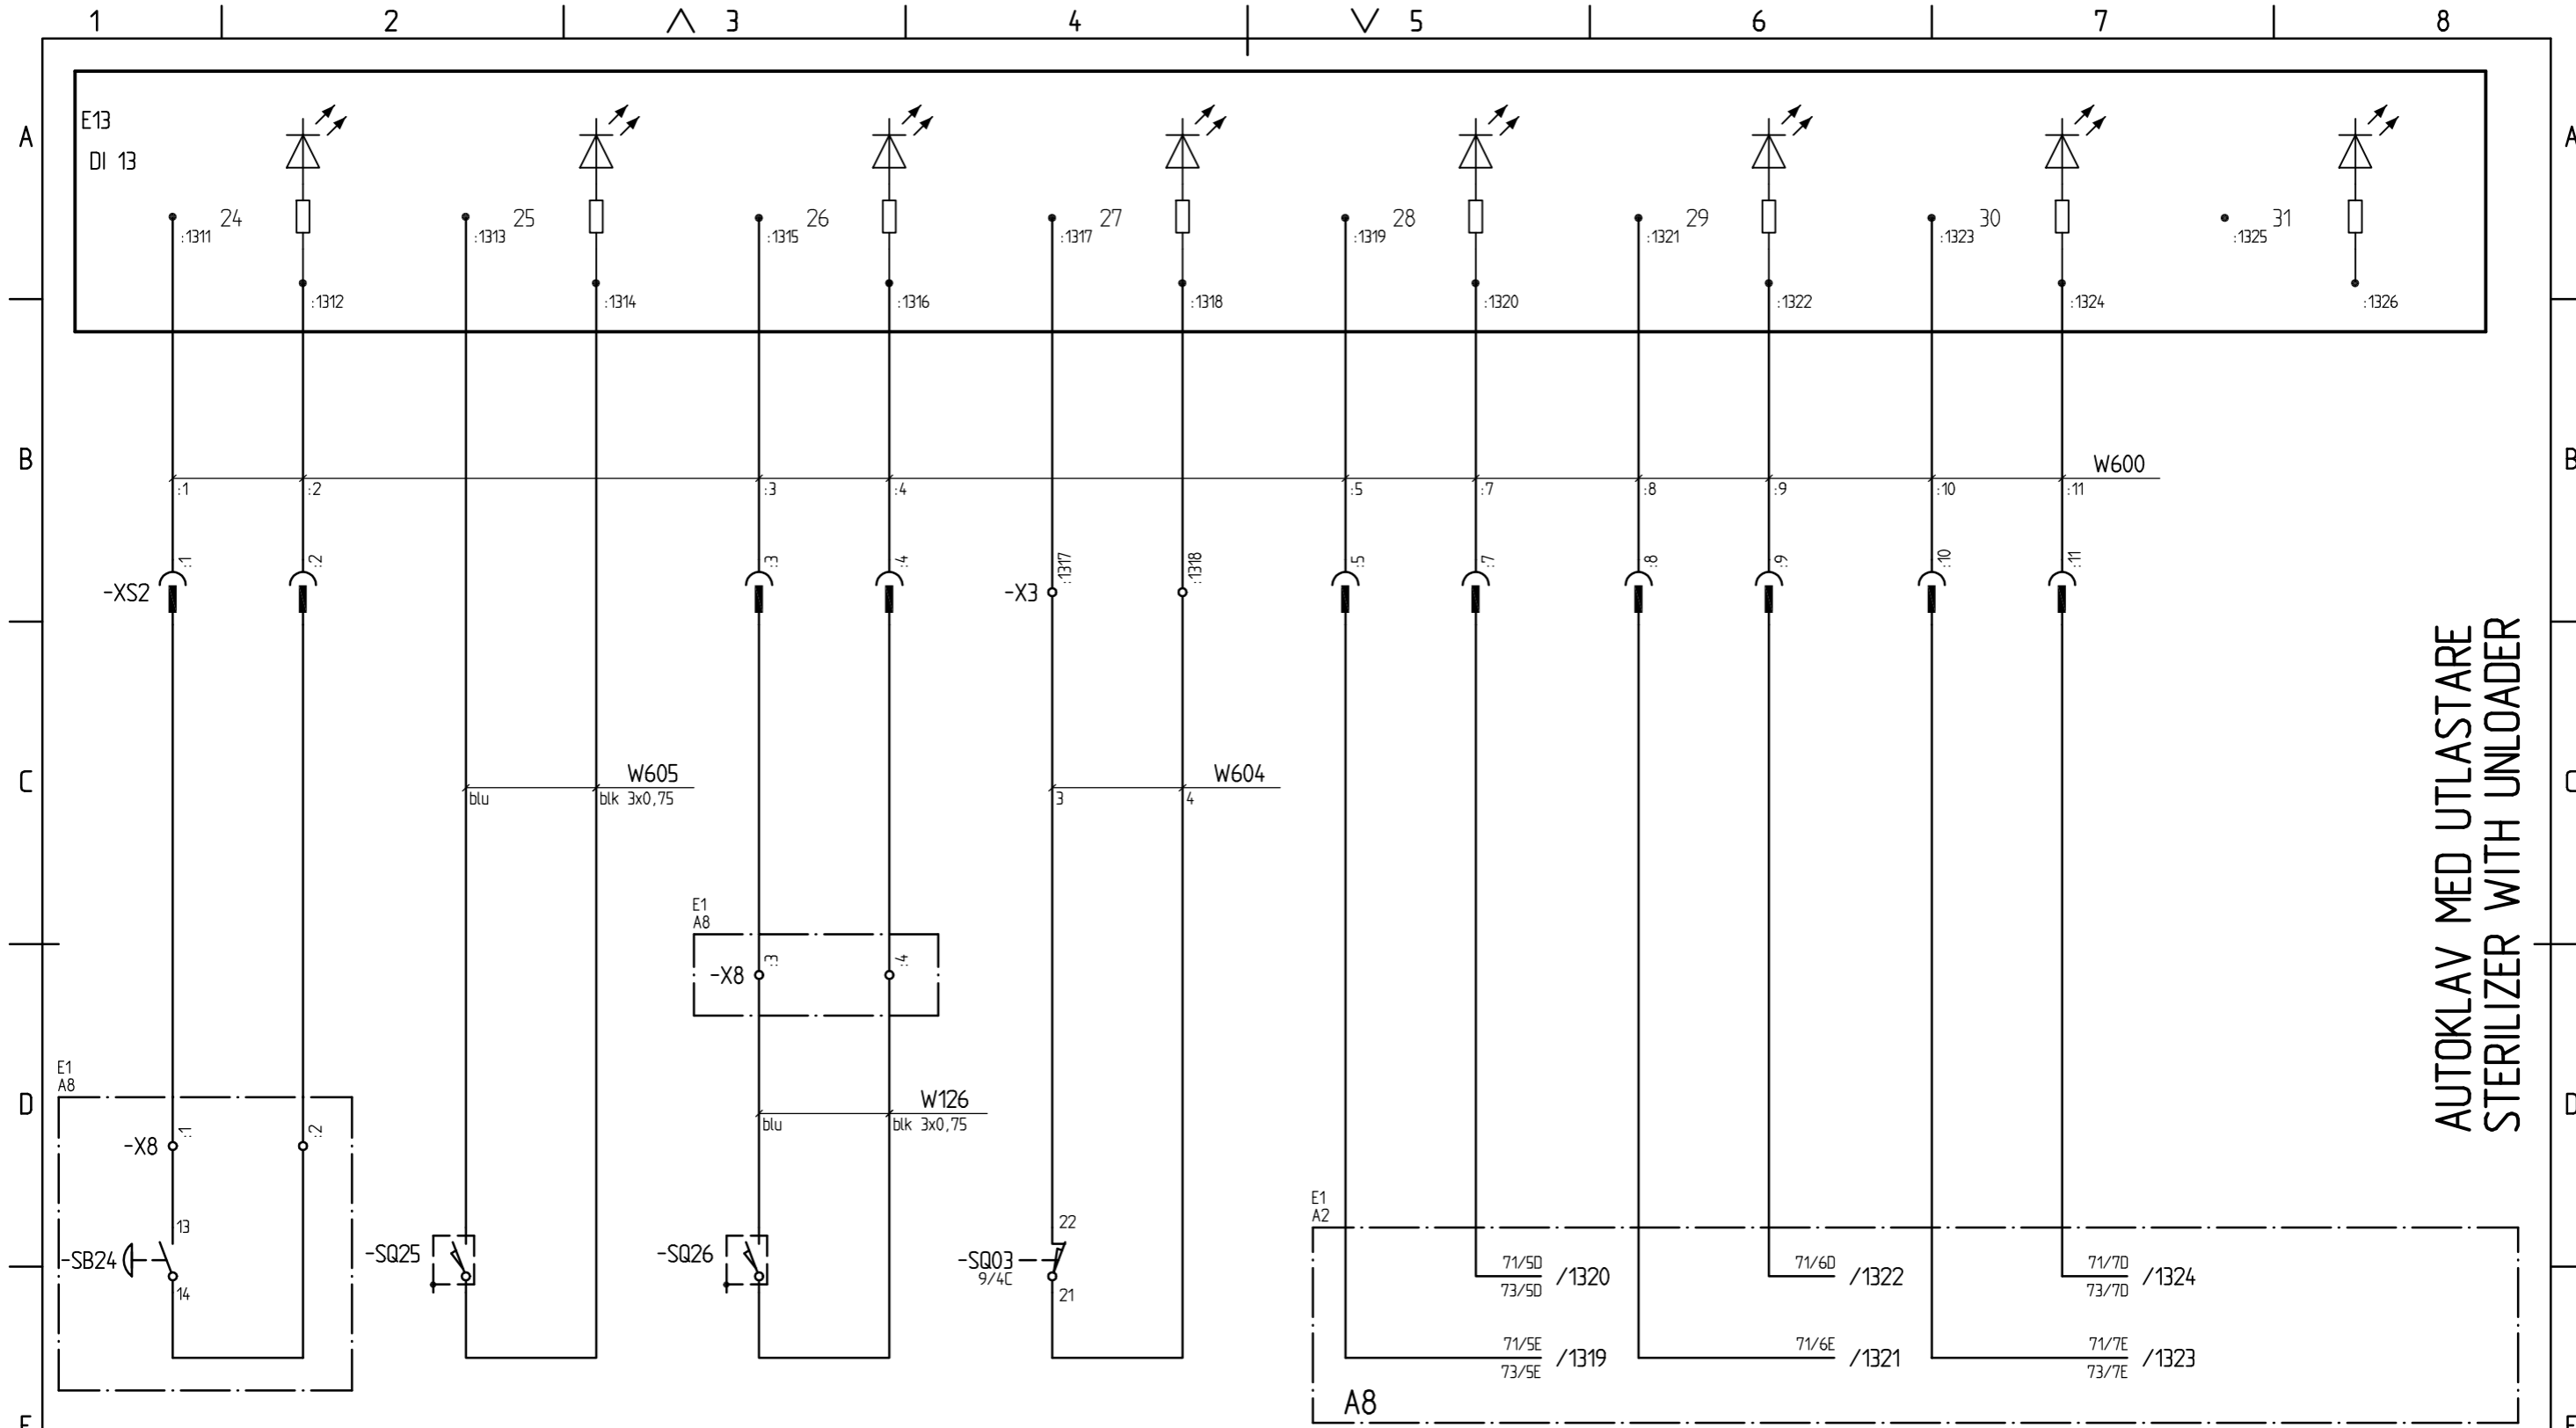 1 2 3 4 5 6 7 8
A
E13
DI 13
A
24 25 26 27 28 29 30 31
:1311 :1313 :1315 :1317 :1319 :1321 :1323 :1325
:1312 :1314 :1316 :1318 :1320 :1322 :1324 :1326
B
W600
B
:1 :2 :3 :4 :5 :7 :8 :9 :10 :11
:1 :2 :3 :4 :1317 :1318 :5 :7 :8 :9 :10 :11
-XS2
-X3
AUTOKLAV MED UTLASTARE
STERILIZER WITH UNLOADER
C
W605
W604
C
blu
blk 3x0,75
3
4
E1
A8
:3 :4
-X8
E1
A8
D
W126
D
blu
blk 3x0,75
:1 :2
-X8
E1
A2
13
22
-SB24
-SQ25
-SQ26
-SQ03
9/4C
14
21
71/5D
73/5D
/1320
71/6D
/1322
71/7D
73/7D
/1324
71/5E
73/5E
/1319
71/6E
/1321
71/7E
73/7E
/1323
A8